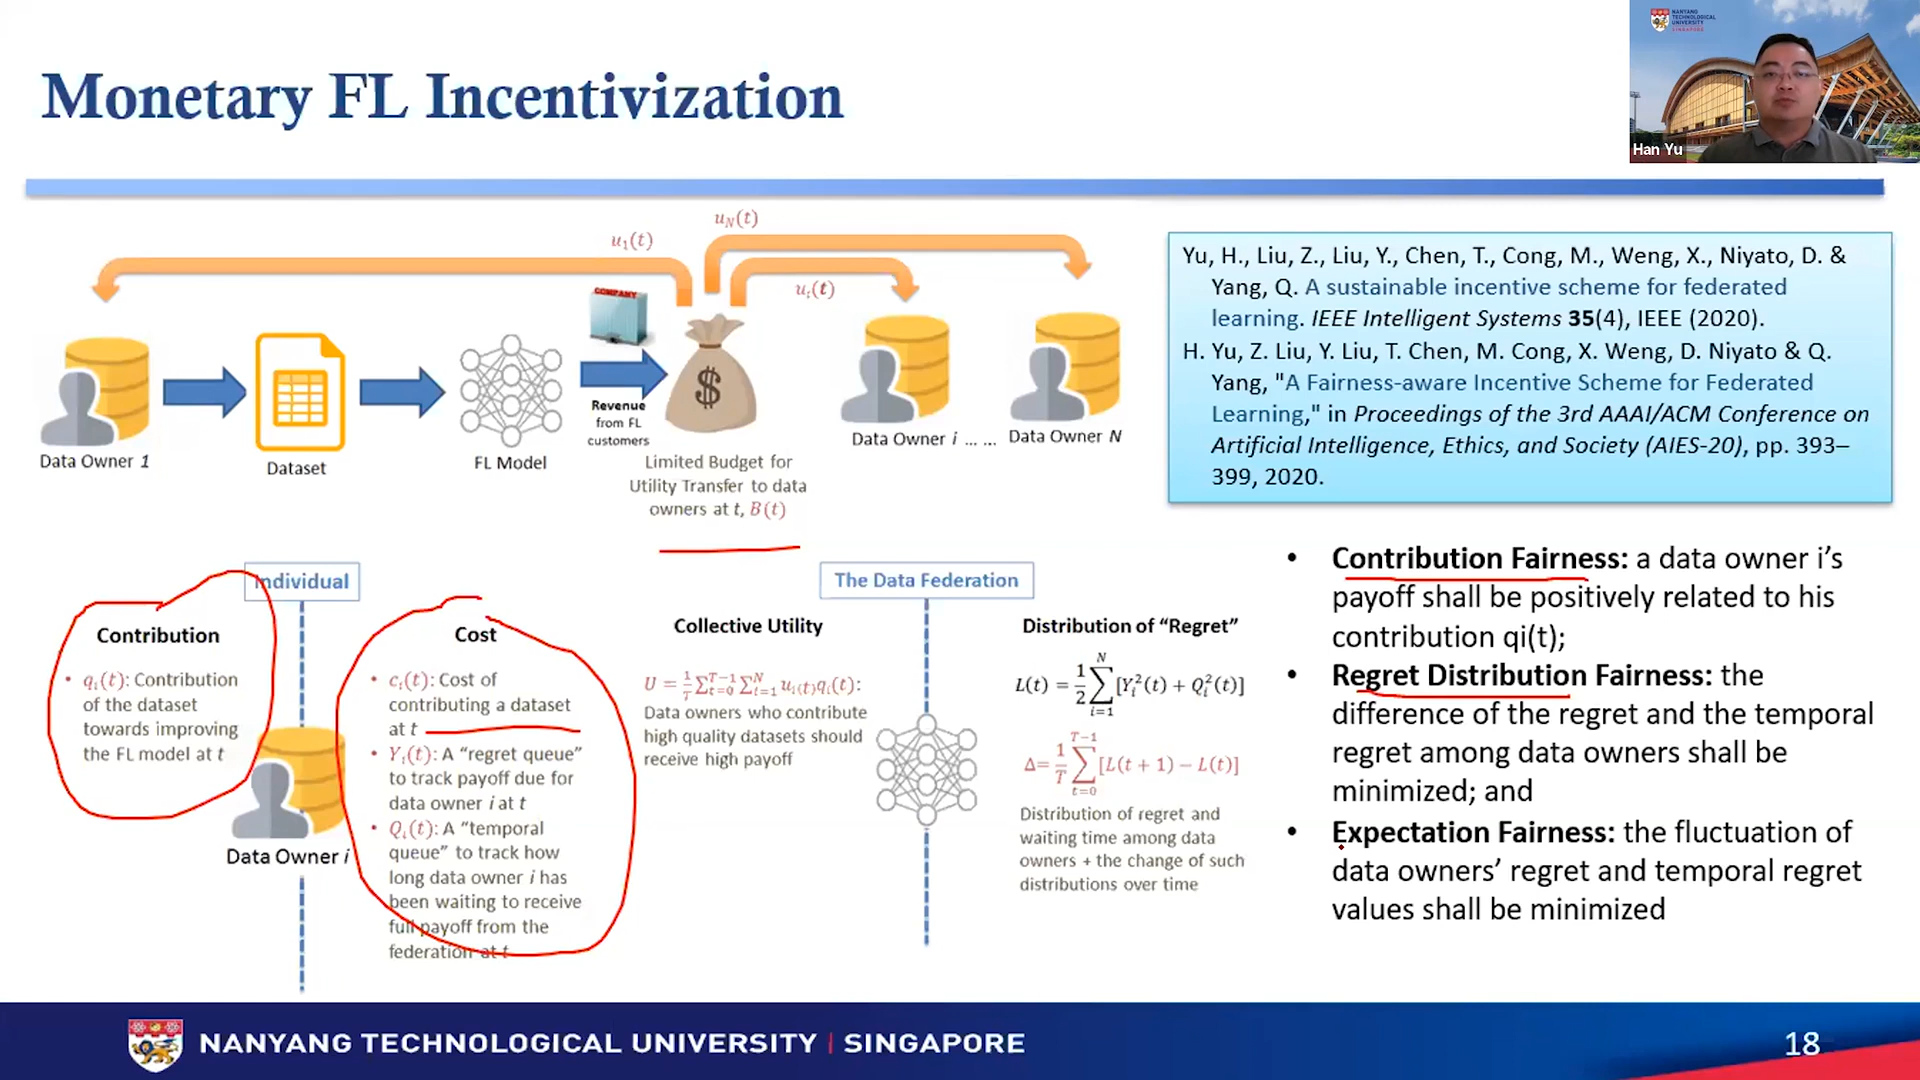 Monetary FL Incentivization
NANYANG
TECHNOLOGICAL
UNIVERSITY
SINGAPORE
Han Yu
u₁(t)
u_N(t)
u_i(t)
COMPANY
$
Revenue
from FL
customers
Data Owner 1
Dataset
FL Model
Limited Budget for
Utility Transfer to data
owners at t, B(t)
Data Owner i ... ...
Data Owner N
Yu, H., Liu, Z., Liu, Y., Chen, T., Cong, M., Weng, X., Niyato, D. &
Yang, Q. A sustainable incentive scheme for federated
learning. IEEE Intelligent Systems 35(4), IEEE (2020).
H. Yu, Z. Liu, Y. Liu, T. Chen, M. Cong, X. Weng, D. Niyato & Q.
Yang, "A Fairness-aware Incentive Scheme for Federated
Learning," in Proceedings of the 3rd AAAI/ACM Conference on
Artificial Intelligence, Ethics, and Society (AIES-20), pp. 393–
399, 2020.
Individual
Contribution
• q_i(t): Contribution
of the dataset
towards improving
the FL model at t
Data Owner i
Cost
• c_i(t): Cost of
contributing a dataset
at t
• Y_i(t): A “regret queue”
to track payoff due for
data owner i at t
• Q_i(t): A “temporal
queue” to track how
long data owner i has
been waiting to receive
full payoff from the
federation at t
The Data Federation
Collective Utility
U = 1/T ∑_{t=0}^{T−1} ∑_{i=1}^{N} u_i(t)q_i(t):
Data owners who contribute
high quality datasets should
receive high payoff
Distribution of “Regret”
L(t) = 1/2 ∑_{i=1}^{N} [Y_i²(t) + Q_i²(t)]
Δ= 1/T ∑_{t=0}^{T−1} [L(t + 1) − L(t)]
Distribution of regret and
waiting time among data
owners + the change of such
distributions over time
• Contribution Fairness: a data owner i’s
payoff shall be positively related to his
contribution qi(t);
• Regret Distribution Fairness: the
difference of the regret and the temporal
regret among data owners shall be
minimized; and
• Expectation Fairness: the fluctuation of
data owners’ regret and temporal regret
values shall be minimized
NANYANG TECHNOLOGICAL UNIVERSITY | SINGAPORE
18